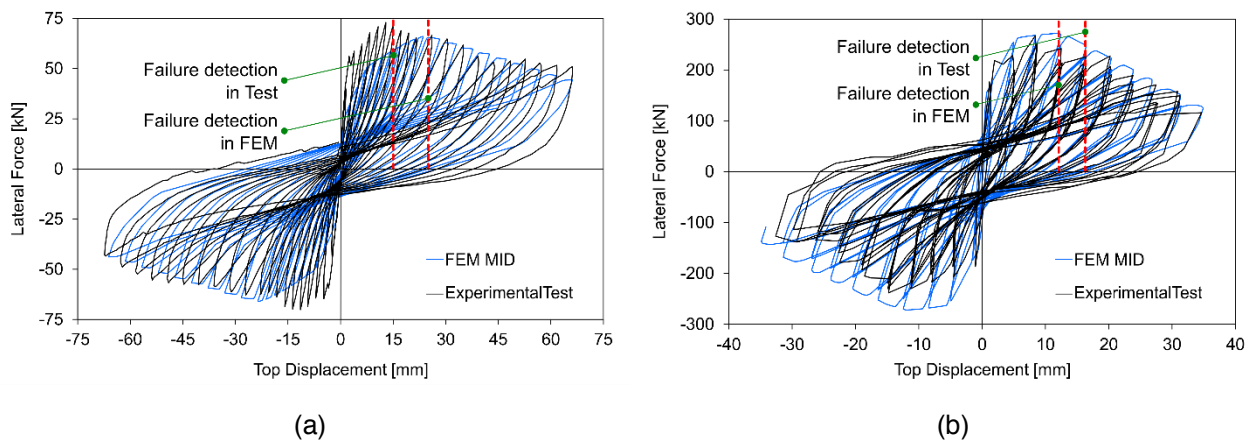 75
50
25
0
-25
-50
-75
Lateral Force [kN]
Failure detection
in Test
Failure detection
in FEM
FEM MID
ExperimentalTest
-75 -60 -45 -30 -15 0 15 30 45 60 75
Top Displacement [mm]
(a)
300
200
100
0
-100
-200
-300
Lateral Force [kN]
Failure detection
in Test
Failure detection
in FEM
FEM MID
ExperimentalTest
-40 -30 -20 -10 0 10 20 30 40
Top Displacement [mm]
(b)